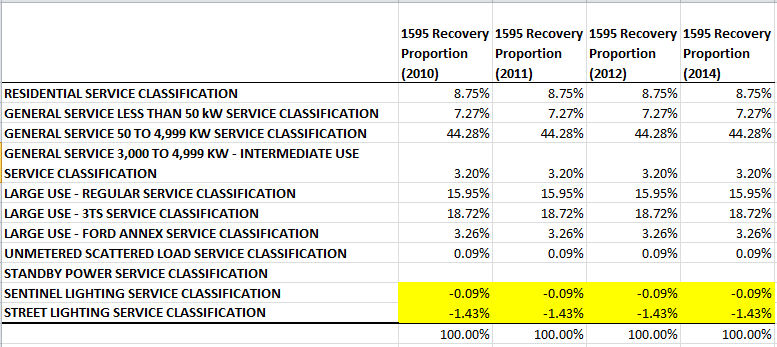 1595 Recovery 1595 Recovery 1595 Recovery 1595 Recovery
Proportion Proportion Proportion Proportion
(2010) (2011) (2012) (2014)
RESIDENTIAL SERVICE CLASSIFICATION 8.75% 8.75% 8.75% 8.75%
GENERAL SERVICE LESS THAN 50 kW SERVICE CLASSIFICATION 7.27% 7.27% 7.27% 7.27%
GENERAL SERVICE 50 TO 4,999 KW SERVICE CLASSIFICATION 44.28% 44.28% 44.28% 44.28%
GENERAL SERVICE 3,000 TO 4,999 KW - INTERMEDIATE USE
SERVICE CLASSIFICATION 3.20% 3.20% 3.20% 3.20%
LARGE USE - REGULAR SERVICE CLASSIFICATION 15.95% 15.95% 15.95% 15.95%
LARGE USE - 3TS SERVICE CLASSIFICATION 18.72% 18.72% 18.72% 18.72%
LARGE USE - FORD ANNEX SERVICE CLASSIFICATION 3.26% 3.26% 3.26% 3.26%
UNMETERED SCATTERED LOAD SERVICE CLASSIFICATION 0.09% 0.09% 0.09% 0.09%
STANDBY POWER SERVICE CLASSIFICATION
SENTINEL LIGHTING SERVICE CLASSIFICATION -0.09% -0.09% -0.09% -0.09%
STREET LIGHTING SERVICE CLASSIFICATION -1.43% -1.43% -1.43% -1.43%
100.00% 100.00% 100.00% 100.00%